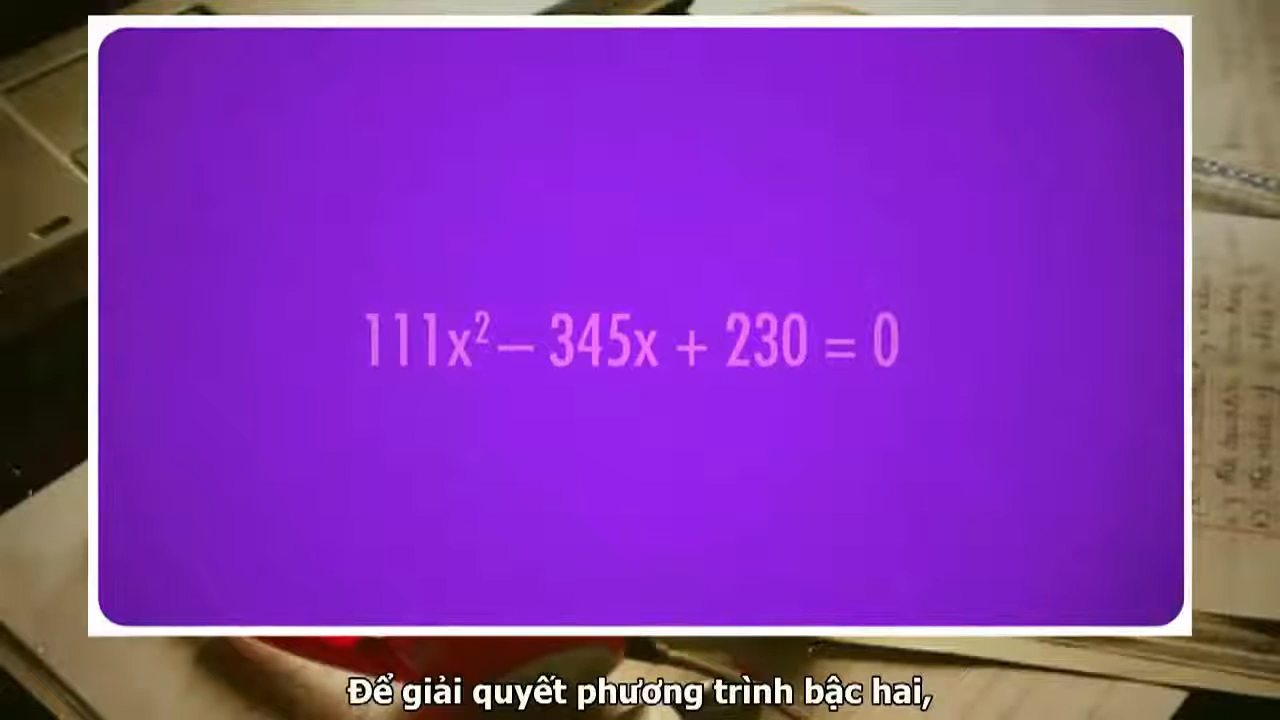 111x² – 345x + 230 = 0
Để giải quyết phương trình bậc hai,